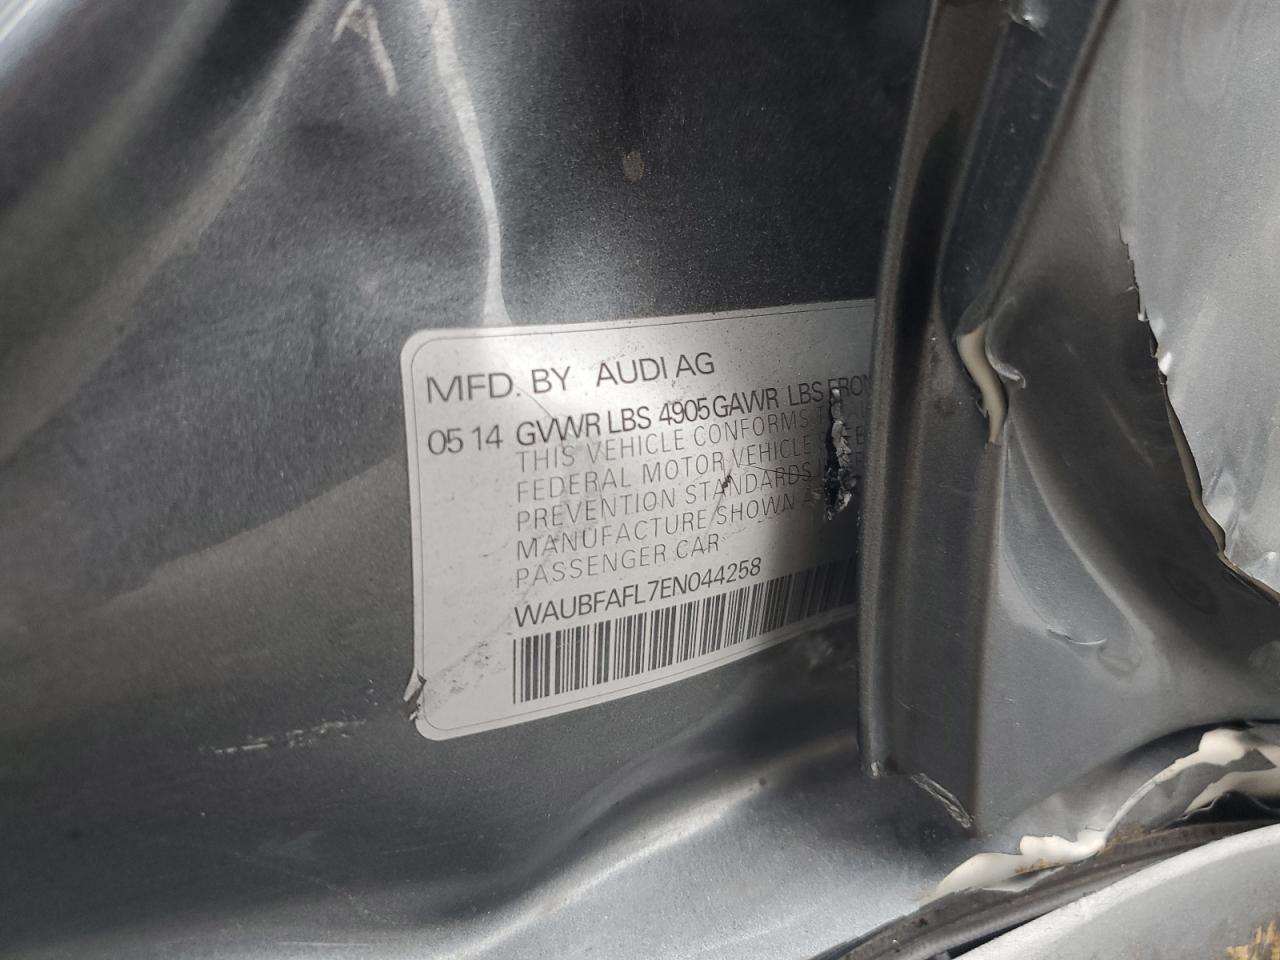 MFD. BY AUDI AG
05 14 GVWR LBS 4905 GAWR LBS FRON
THIS VEHICLE CONFORMS
FEDERAL MOTOR VEHICLE
PREVENTION STANDARDS
MANUFACTURE SHOWN A
PASSENGER CAR
WAUBFAFL7EN044258